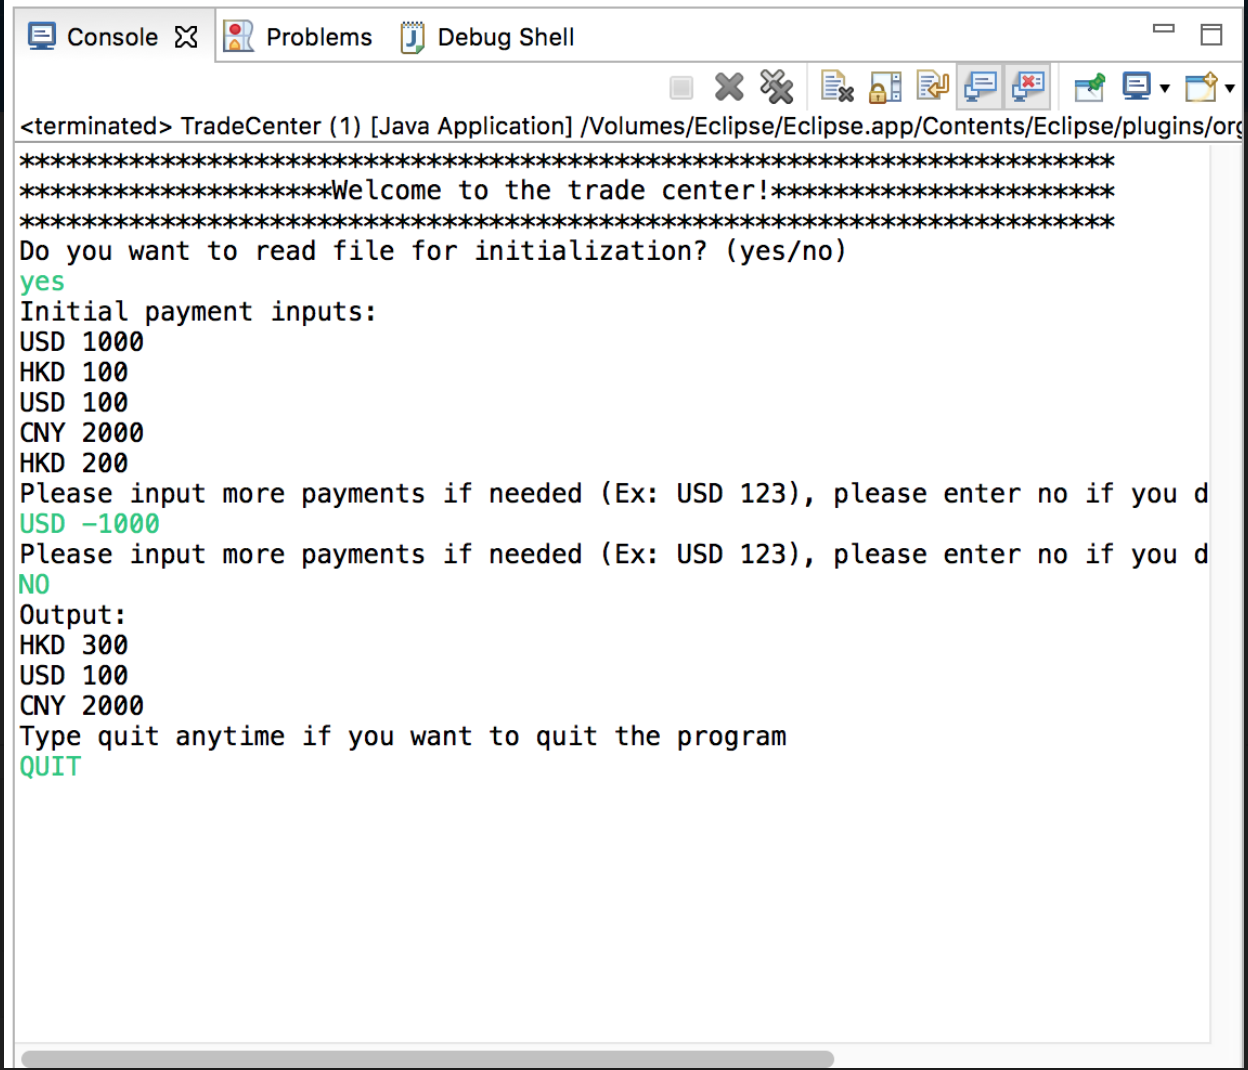 Console Problems Debug Shell
<terminated> TradeCenter (1) [Java Application] /Volumes/Eclipse/Eclipse.app/Contents/Eclipse/plugins/org
**********************************************************************
********************Welcome to the trade center!**********************
**********************************************************************
Do you want to read file for initialization? (yes/no)
yes
Initial payment inputs:
USD 1000
HKD 100
USD 100
CNY 2000
HKD 200
Please input more payments if needed (Ex: USD 123), please enter no if you d
USD -1000
Please input more payments if needed (Ex: USD 123), please enter no if you d
NO
Output:
HKD 300
USD 100
CNY 2000
Type quit anytime if you want to quit the program
QUIT